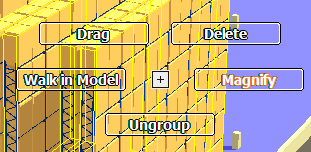 Drag
Delete
Walk in Model
Magnify
Ungroup